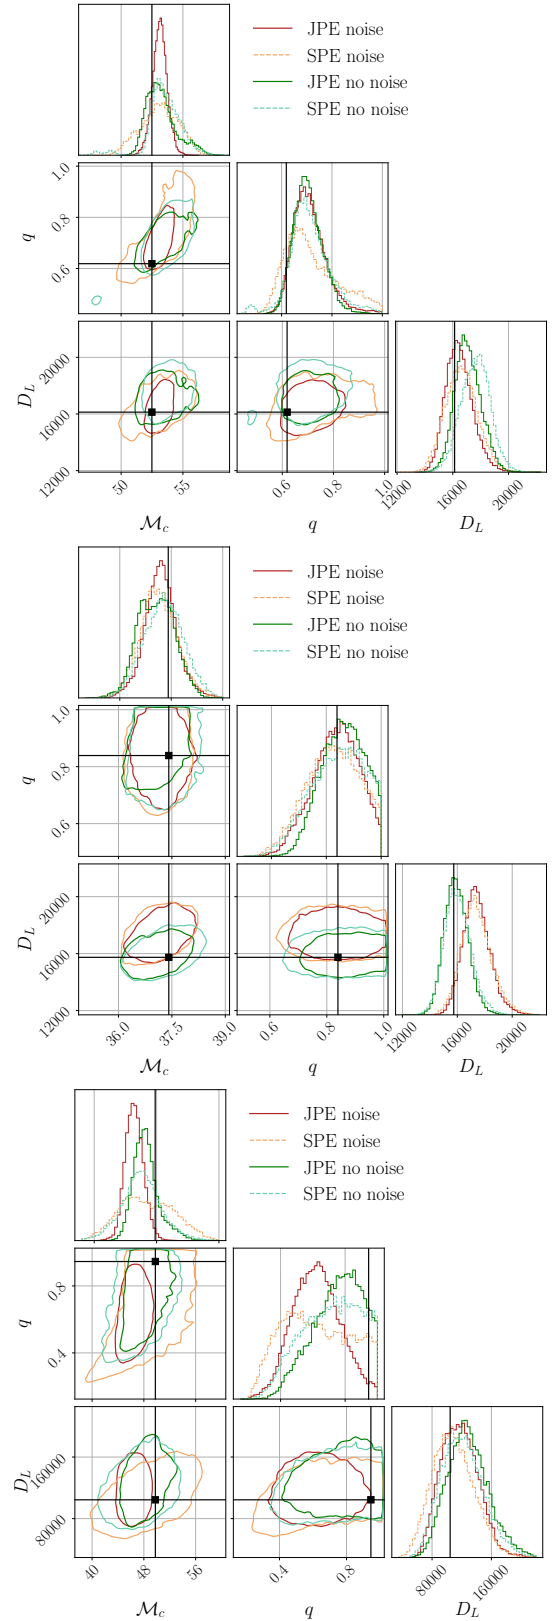 JPE noise
SPE noise
JPE no noise
SPE no noise
1.0
0.8
0.6
q
20000
16000
12000
D_L
50
55
0.6
0.8
1.0
12000
16000
20000
M_c
q
D_L
JPE noise
SPE noise
JPE no noise
SPE no noise
1.0
0.8
0.6
q
20000
16000
12000
D_L
36.0
37.5
39.0
0.6
0.8
1.0
12000
16000
20000
M_c
q
D_L
JPE noise
SPE noise
JPE no noise
SPE no noise
0.8
0.4
q
160000
80000
D_L
40
48
56
0.4
0.8
80000
160000
M_c
q
D_L